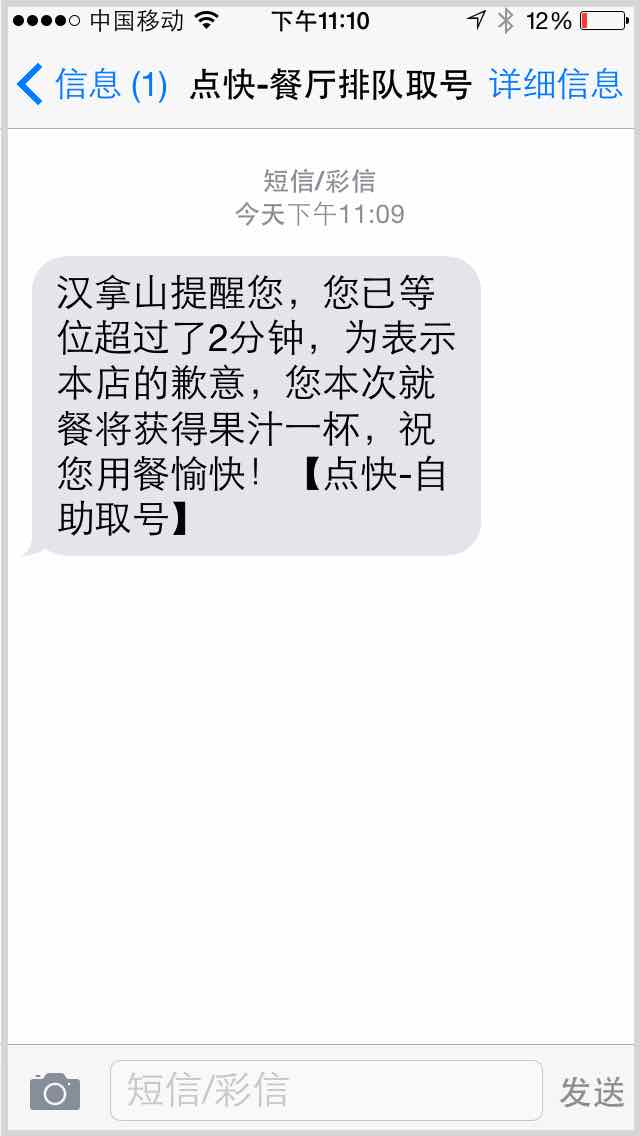 中国移动 下午11:10 12%
信息 (1) 点快-餐厅排队取号 详细信息
短信/彩信
今天下午11:09
汉拿山提醒您，您已等
位超过了2分钟，为表示
本店的歉意，您本次就
餐将获得果汁一杯，祝
您用餐愉快！【点快-自
助取号】
短信/彩信 发送